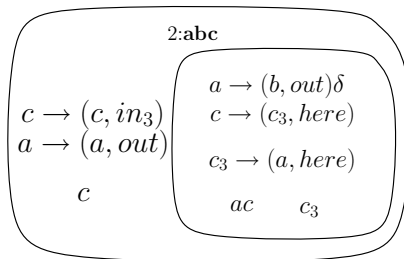 2:abc
c → (c, in₃)
a → (a, out)
c
a → (b, out)δ
c → (c₃, here)
c₃ → (a, here)
ac c₃